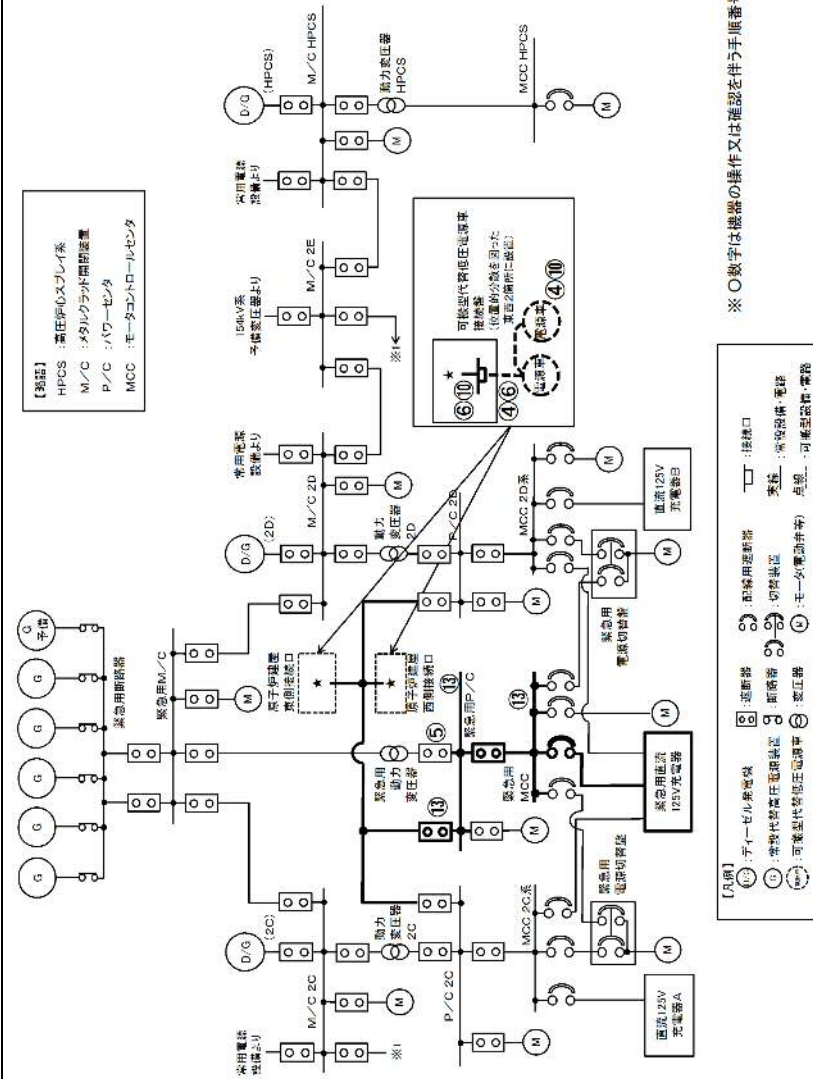 【略語】
HPCS :高圧炉心スプレイ系
M/C :メタルクラッド開閉装置
P/C :パワーセンタ
MCC :モータコントロールセンタ
G
G
G
G
G
G
予備
緊急用断路器
緊急用M/C
M
D/G
(2C)
常用電源
設備より
M/C 2C
※1
M
動力
変圧器
2C
P/C 2C
M
MCC 2C系
直流125V
充電器A
M
緊急用
電源切替盤
緊急用
動力
変圧器
⑤
⑬
緊急用P/C
⑬
M
緊急用
MCC
⑬
M
緊急用直流
125V充電器
原子炉建屋
東側接続口
★
原子炉建屋
西側接続口
★
D/G
(2D)
常用電源
設備より
M/C 2D
M
動力
変圧器
2D
P/C 2D
M
MCC 2D系
緊急用
電源切替盤
M
M
直流125V
充電器B
154kV系
予備変圧器より
M/C 2E
※1
可搬型代替低圧電源車
接続盤
(位置的分散を図った
東西2箇所に設置)
★
⑥⑩
④⑥
電源車
電源車
④⑩
D/G
(HPCS)
常用電源
設備より
M/C HPCS
M
動力変圧器
HPCS
MCC HPCS
M
【凡例】
D/G :ディーゼル発電機
G :常設代替高圧電源装置
電源車 :可搬型代替低圧電源車
:遮断器
:断路器
:変圧器
:配線用遮断器
:切替装置
M :モータ(電動弁等)
:接続口
実線 :常設設備・電路
点線 :可搬型設備・電路
※ ○数字は機器の操作又は確認を伴う手順番号